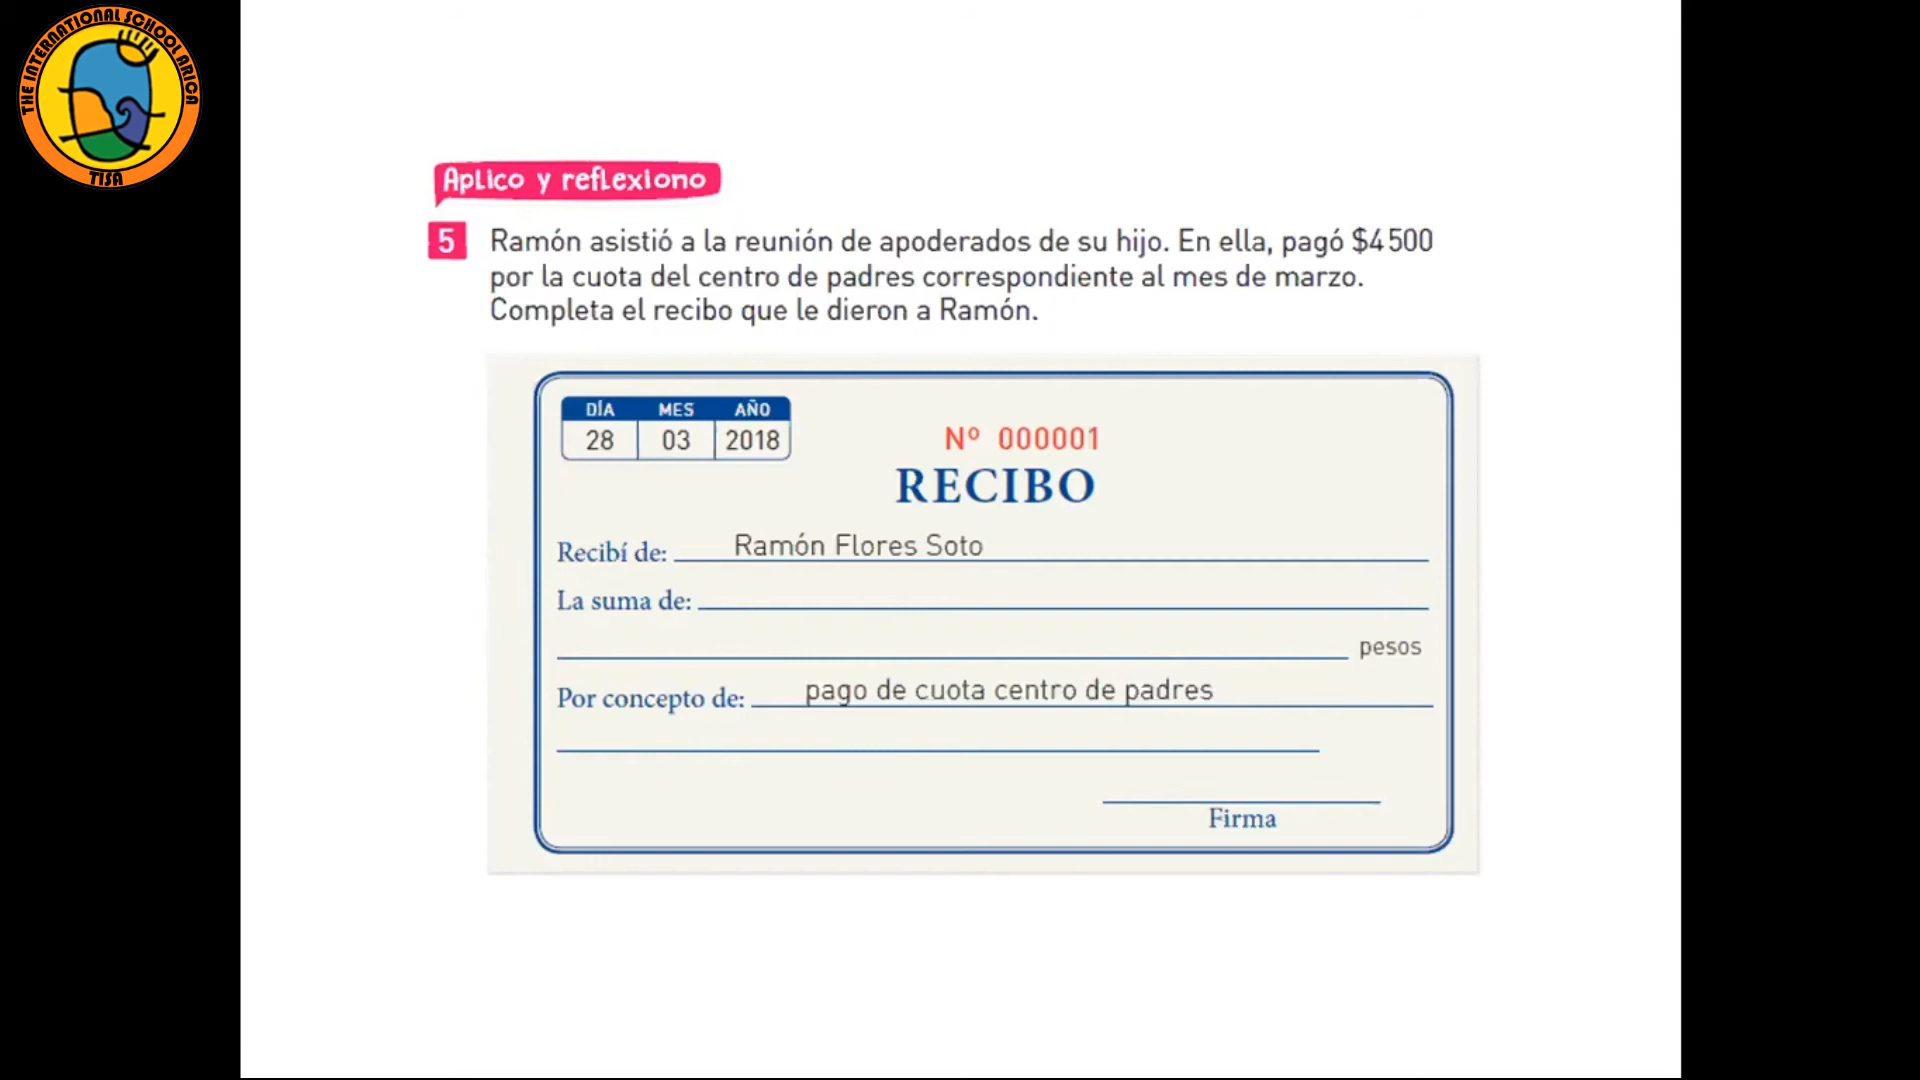 THE INTERNATIONAL SCHOOL ARICA
TISA
Aplico y reflexiono
5 Ramón asistió a la reunión de apoderados de su hijo. En ella, pagó $4 500
por la cuota del centro de padres correspondiente al mes de marzo.
Completa el recibo que le dieron a Ramón.
DÍA MES AÑO
28 03 2018
Nº 000001
RECIBO
Recibí de: Ramón Flores Soto
La suma de:
pesos
Por concepto de: pago de cuota centro de padres
Firma